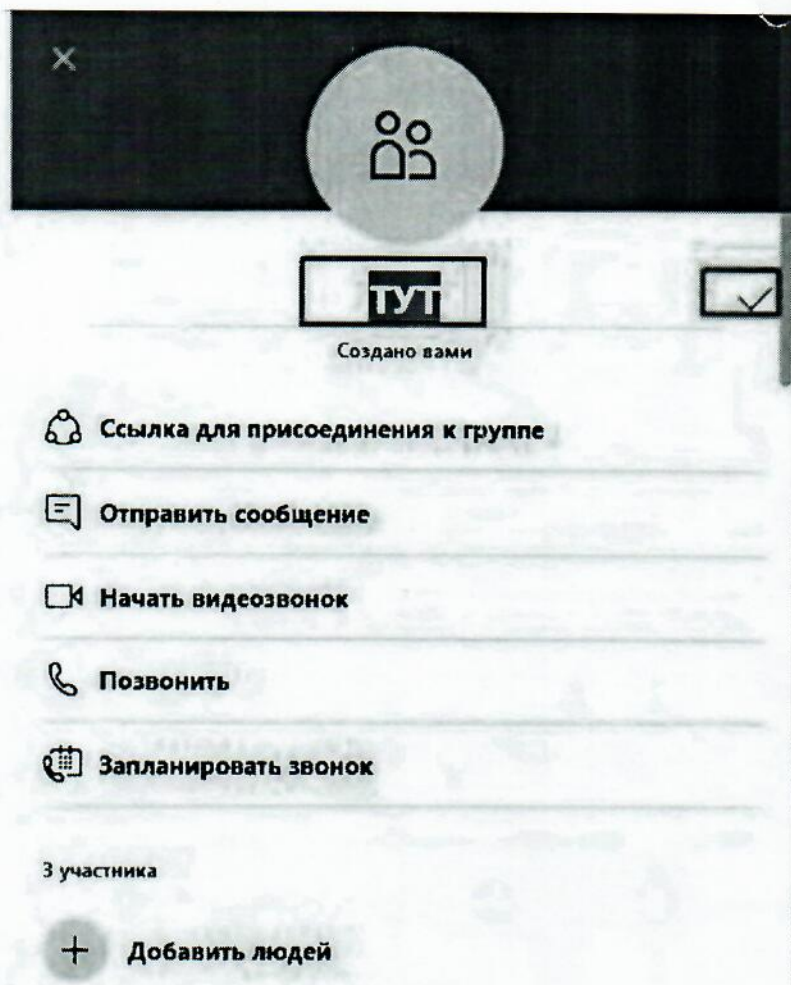 ТУТ
Создано вами
Ссылка для присоединения к группе
Отправить сообщение
Начать видеозвонок
Позвонить
Запланировать звонок
3 участника
Добавить людей